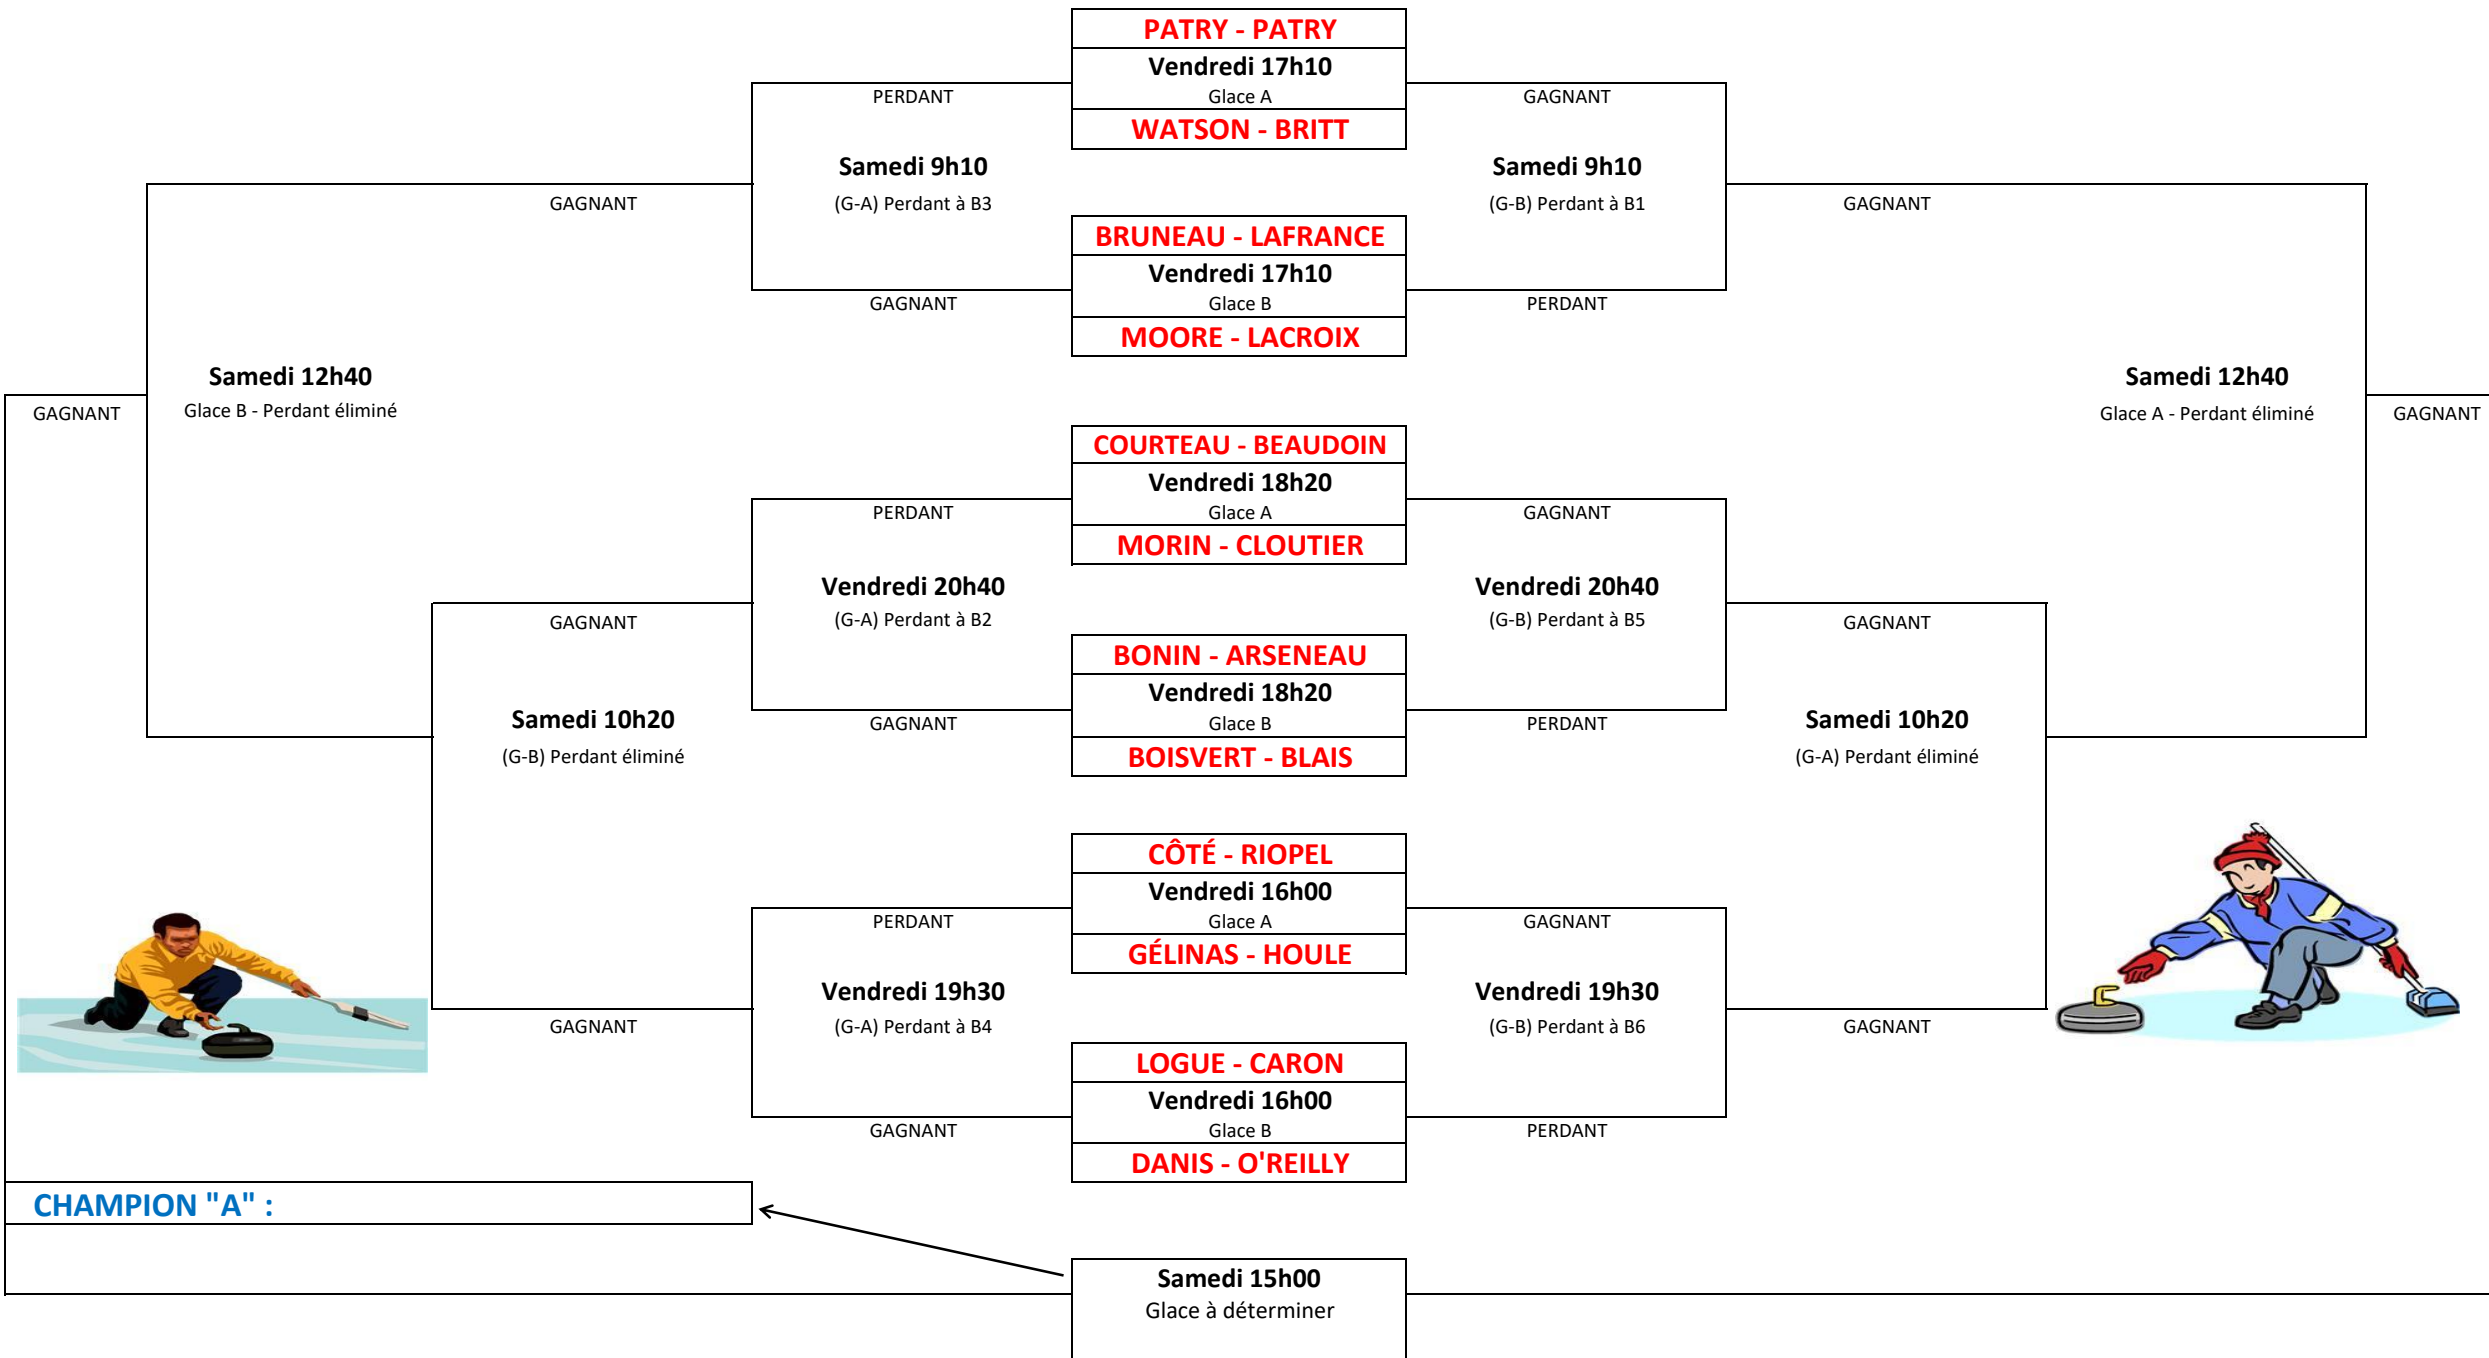 PATRY - PATRY
Vendredi 17h10
PERDANT
Glace A
GAGNANT
WATSON - BRITT
Samedi 9h10
Samedi 9h10
GAGNANT
(G-A) Perdant à B3
(G-B) Perdant à B1
GAGNANT
BRUNEAU - LAFRANCE
Vendredi 17h10
GAGNANT
Glace B
PERDANT
MOORE - LACROIX
Samedi 12h40
Samedi 12h40
GAGNANT
Glace B - Perdant éliminé
Glace A - Perdant éliminé
GAGNANT
COURTEAU - BEAUDOIN
Vendredi 18h20
PERDANT
Glace A
GAGNANT
MORIN - CLOUTIER
Vendredi 20h40
Vendredi 20h40
GAGNANT
(G-A) Perdant à B2
(G-B) Perdant à B5
GAGNANT
BONIN - ARSENEAU
Vendredi 18h20
Samedi 10h20
GAGNANT
Glace B
PERDANT
Samedi 10h20
(G-B) Perdant éliminé
BOISVERT - BLAIS
(G-A) Perdant éliminé
CÔTÉ - RIOPEL
Vendredi 16h00
PERDANT
Glace A
GAGNANT
GÉLINAS - HOULE
Vendredi 19h30
Vendredi 19h30
GAGNANT
(G-A) Perdant à B4
(G-B) Perdant à B6
GAGNANT
LOGUE - CARON
Vendredi 16h00
GAGNANT
Glace B
PERDANT
DANIS - O'REILLY
CHAMPION "A" :
Samedi 15h00
Glace à déterminer